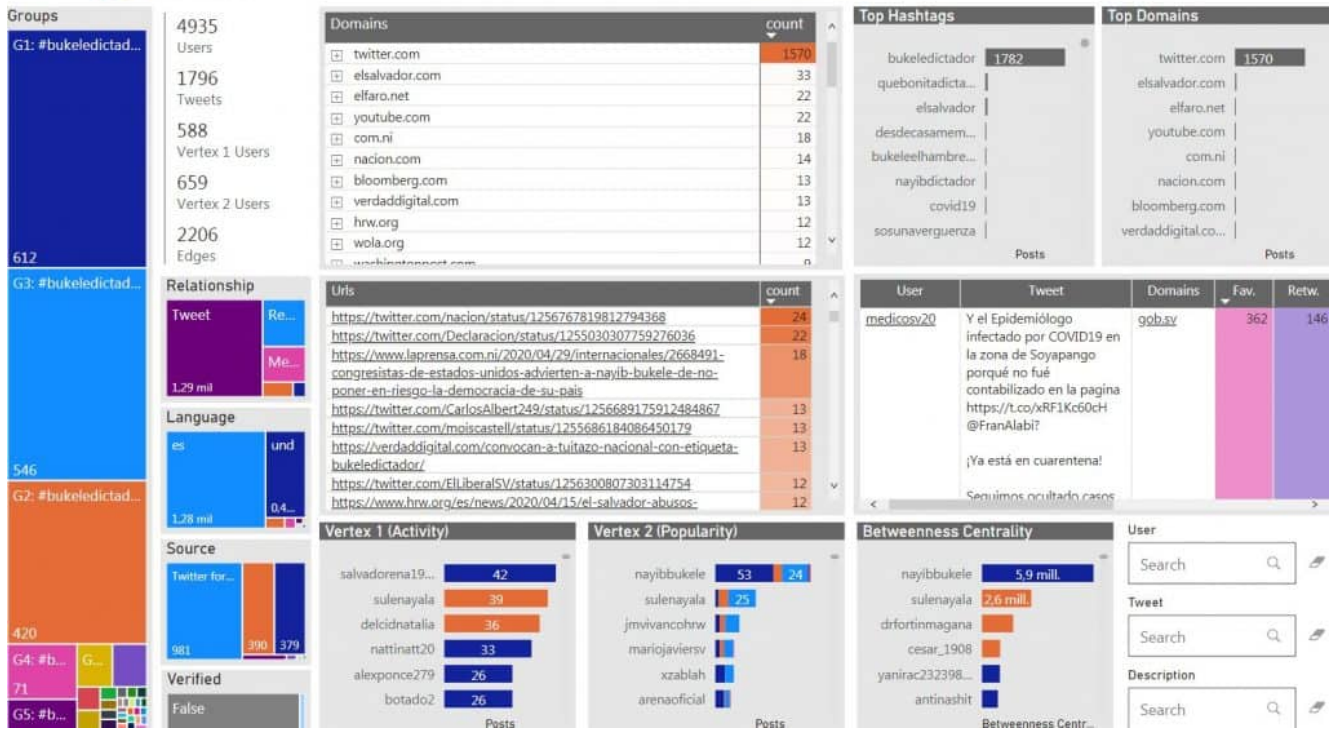 Groups
G1: #bukeledictad...
612
G3: #bukeledictad...
546
G2: #bukeledictad...
420
G4: #b...
71
G...
G5: #b...
4935
Users
1796
Tweets
588
Vertex 1 Users
659
Vertex 2 Users
2206
Edges
Relationship
Tweet
1,29 mil
Re...
Me...
Language
es
1,28 mil
und
0,4...
Source
Twitter for...
981
390
379
Verified
False
Domains count
twitter.com 1570
elsalvador.com 33
elfaro.net 22
youtube.com 22
com.ni 18
nacion.com 14
bloomberg.com 13
verdaddigital.com 13
hrw.org 12
wola.org 12
washingtonpost.com 9
Urls count
https://twitter.com/nacion/status/1256767819812794368 24
https://twitter.com/Declaracion/status/1255030307759276036 22
https://www.laprensa.com.ni/2020/04/29/internacionales/2668491- 18
congresistas-de-estados-unidos-advierten-a-nayib-bukele-de-no-
poner-en-riesgo-la-democracia-de-su-pais
https://twitter.com/CarlosAlbert249/status/1256689175912484867 13
https://twitter.com/moiscastell/status/1255686184086450179 13
https://verdaddigital.com/convocan-a-tuitazo-nacional-con-etiqueta- 13
bukeledictador/
https://twitter.com/ElLiberalSV/status/1256300807303114754 12
https://www.hrw.org/es/news/2020/04/15/el-salvador-abusos- 12
Top Hashtags
bukeledictador 1782
quebonitadicta...
elsalvador
desdecasamem...
bukeleelhambre...
nayibdictador
covid19
sosunaverguenza
Posts
Top Domains
twitter.com 1570
elsalvador.com
elfaro.net
youtube.com
com.ni
nacion.com
bloomberg.com
verdaddigital.co...
Posts
User Tweet Domains Fav. Retw.
medicosv20 Y el Epidemiólogo gob.sv 362 146
infectado por COVID19 en
la zona de Soyapango
porqué no fué
contabilizado en la pagina
https://t.co/xRF1Kc60cH
@FranAlabi?
¡Ya está en cuarentena!
Seguimos ocultado casos
Vertex 1 (Activity)
salvadorena19... 42
sulenayala 39
delcidnatalia 36
nattinatt20 33
alexponce279 26
botado2 26
Posts
Vertex 2 (Popularity)
nayibbukele 53 24
sulenayala 25
jmvivancohrw
mariojaviersv
xzablah
arenaoficial
Posts
Betweenness Centrality
nayibbukele 5,9 mill.
sulenayala 2,6 mill.
drfortinmagana
cesar_1908
yanirac232398...
antinashit
Betweenness Centr...
User
Search
Tweet
Search
Description
Search